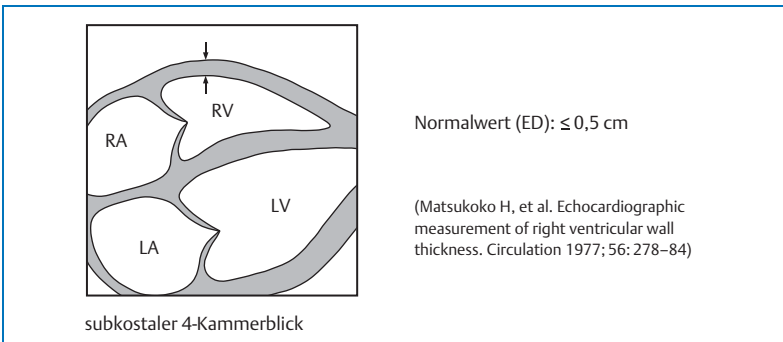 RV
RA
LV
LA
subkostaler 4-Kammerblick
Normalwert (ED): ≤ 0,5 cm
(Matsukoko H, et al. Echocardiographic
measurement of right ventricular wall
thickness. Circulation 1977; 56: 278–84)